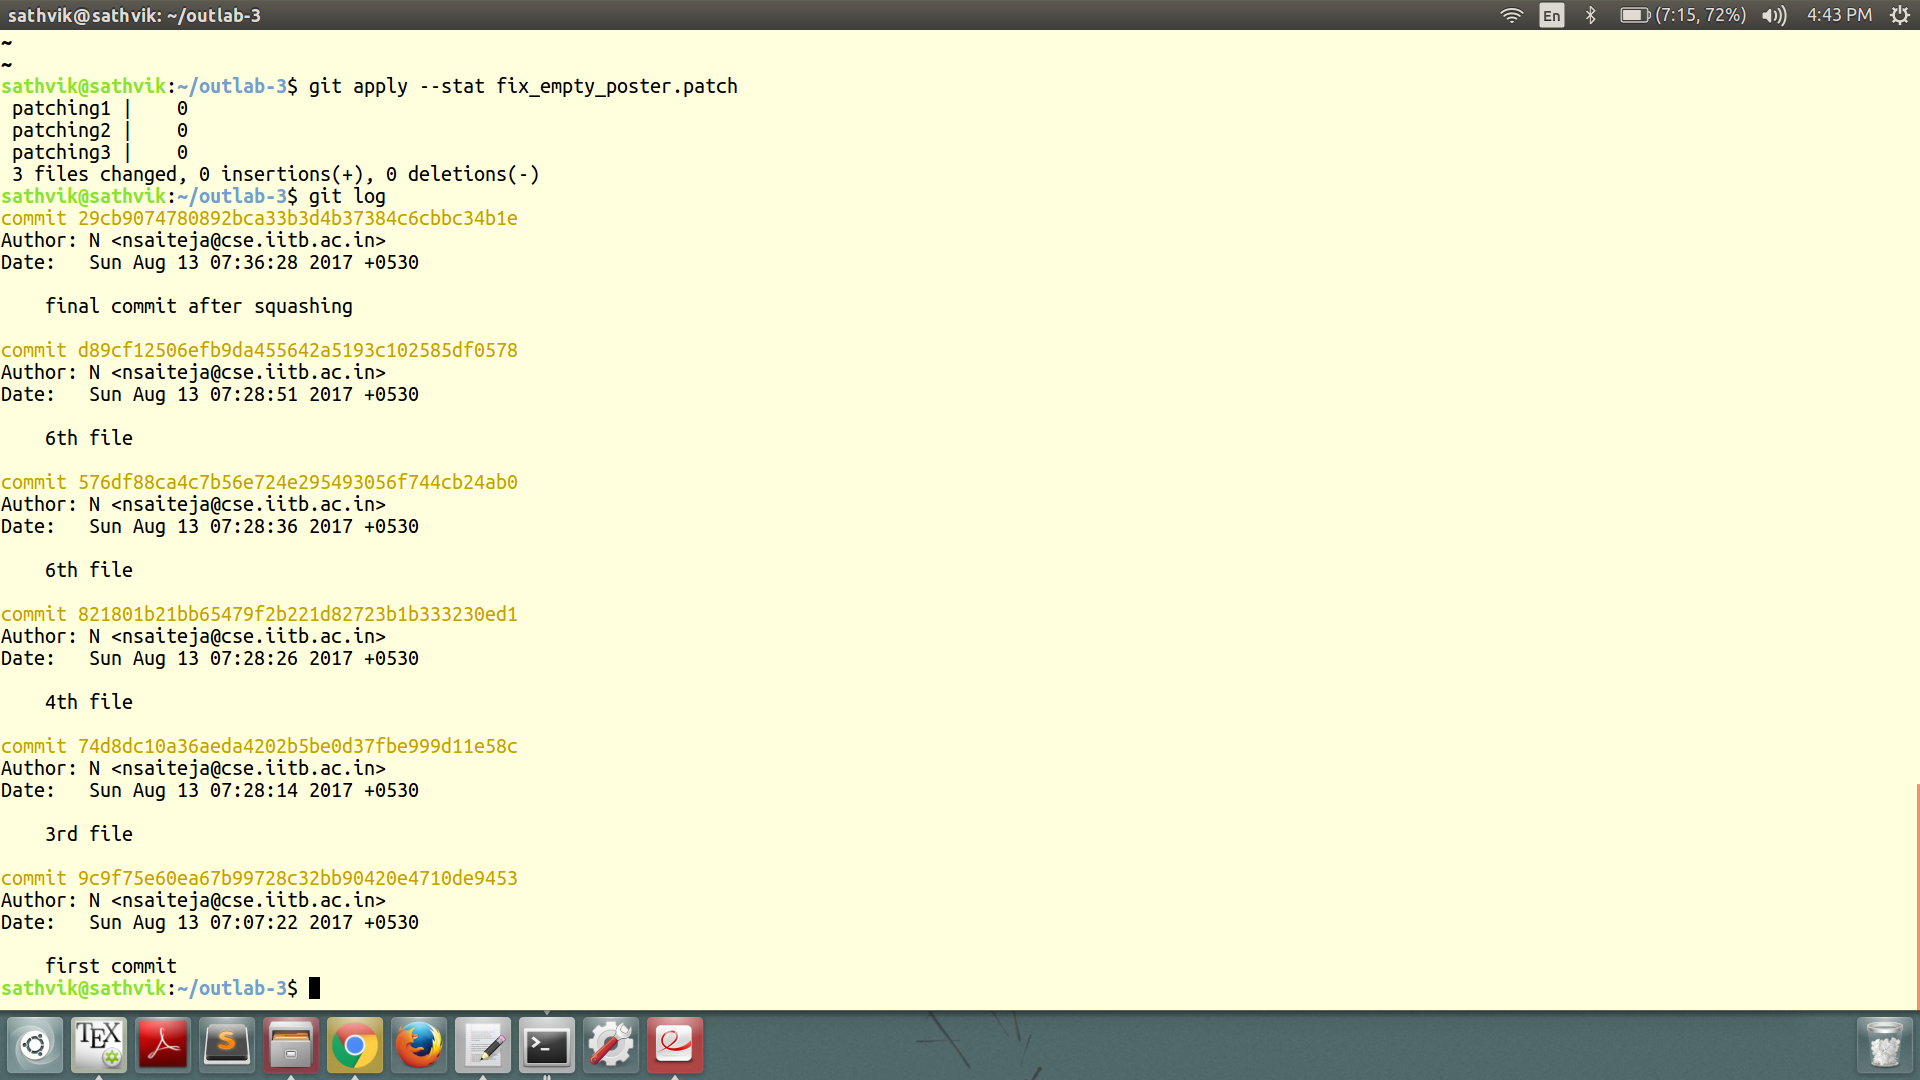 sathvik@sathvik: ~/outlab-3
En
(7:15, 72%)
4:43 PM
~
~
sathvik@sathvik:~/outlab-3$ git apply --stat fix_empty_poster.patch
 patching1 |    0
 patching2 |    0
 patching3 |    0
 3 files changed, 0 insertions(+), 0 deletions(-)
sathvik@sathvik:~/outlab-3$ git log
commit 29cb9074780892bca33b3d4b37384c6cbbc34b1e
Author: N <nsaiteja@cse.iitb.ac.in>
Date:   Sun Aug 13 07:36:28 2017 +0530
    final commit after squashing
commit d89cf12506efb9da455642a5193c102585df0578
Author: N <nsaiteja@cse.iitb.ac.in>
Date:   Sun Aug 13 07:28:51 2017 +0530
    6th file
commit 576df88ca4c7b56e724e295493056f744cb24ab0
Author: N <nsaiteja@cse.iitb.ac.in>
Date:   Sun Aug 13 07:28:36 2017 +0530
    6th file
commit 821801b21bb65479f2b221d82723b1b333230ed1
Author: N <nsaiteja@cse.iitb.ac.in>
Date:   Sun Aug 13 07:28:26 2017 +0530
    4th file
commit 74d8dc10a36aeda4202b5be0d37fbe999d11e58c
Author: N <nsaiteja@cse.iitb.ac.in>
Date:   Sun Aug 13 07:28:14 2017 +0530
    3rd file
commit 9c9f75e60ea67b99728c32bb90420e4710de9453
Author: N <nsaiteja@cse.iitb.ac.in>
Date:   Sun Aug 13 07:07:22 2017 +0530
    first commit
sathvik@sathvik:~/outlab-3$
TEX